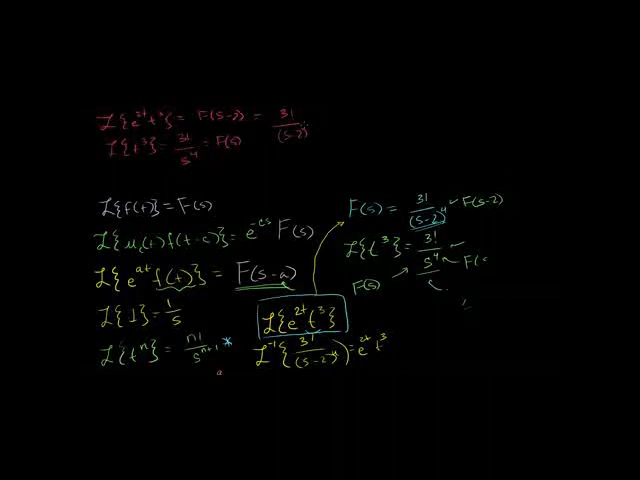 ℒ{e^{2t}t^3} = F(s-2) = 3!/(s-2)
ℒ{t^3} = 3!/s^4 = F(s)
ℒ{f(t)} = F(s)
ℒ{u_c(t)f(t-c)} = e^{-cs} F(s)
ℒ{e^{at} f(t)} = F(s-a)
ℒ{1} = 1/s
ℒ{t^n} = n!/s^{n+1} *
a
F(s) = 3!/(s-2)^4 F(s-2)
ℒ{t^3} = 3!/s^4 F(s
F(s)
ℒ{e^{2t} t^3}
ℒ^{-1}{3!/(s-2)^4} = e^{2t} t^3